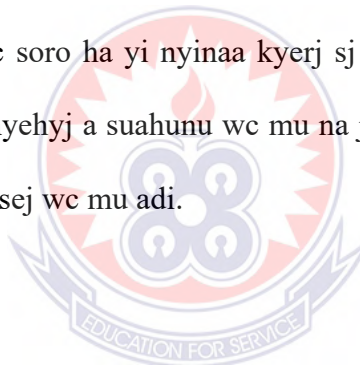 c soro ha yi nyinaa kyerj sj
yehyj a suahunu wc mu na j
sej wc mu adi.
EDUCATION FOR SERVICE